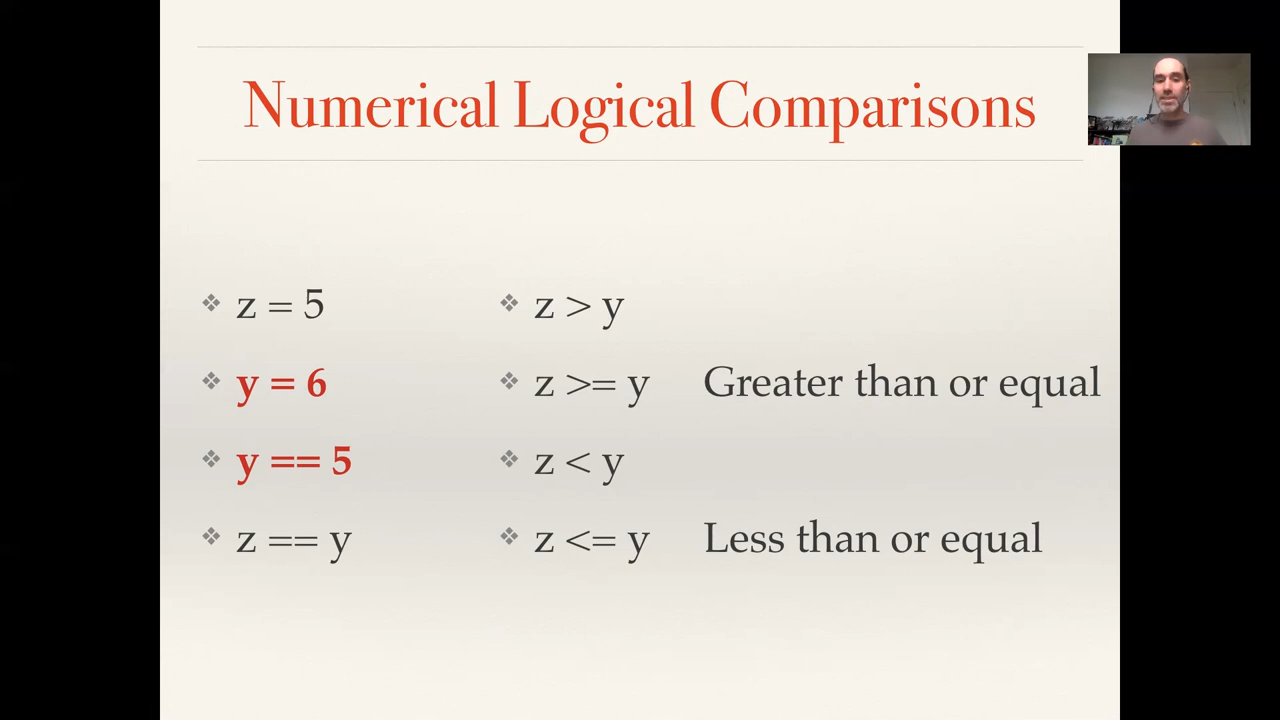 Numerical Logical Comparisons
z = 5
y = 6
y == 5
z == y
z > y
z >= y Greater than or equal
z < y
z <= y Less than or equal